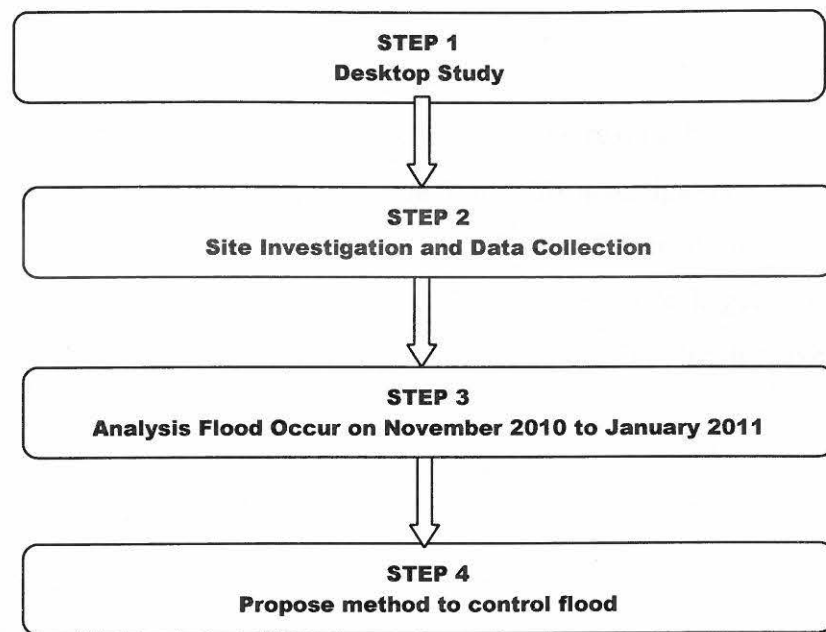 STEP 1
Desktop Study
STEP 2
Site Investigation and Data Collection
STEP 3
Analysis Flood Occur on November 2010 to January 2011
STEP 4
Propose method to control flood